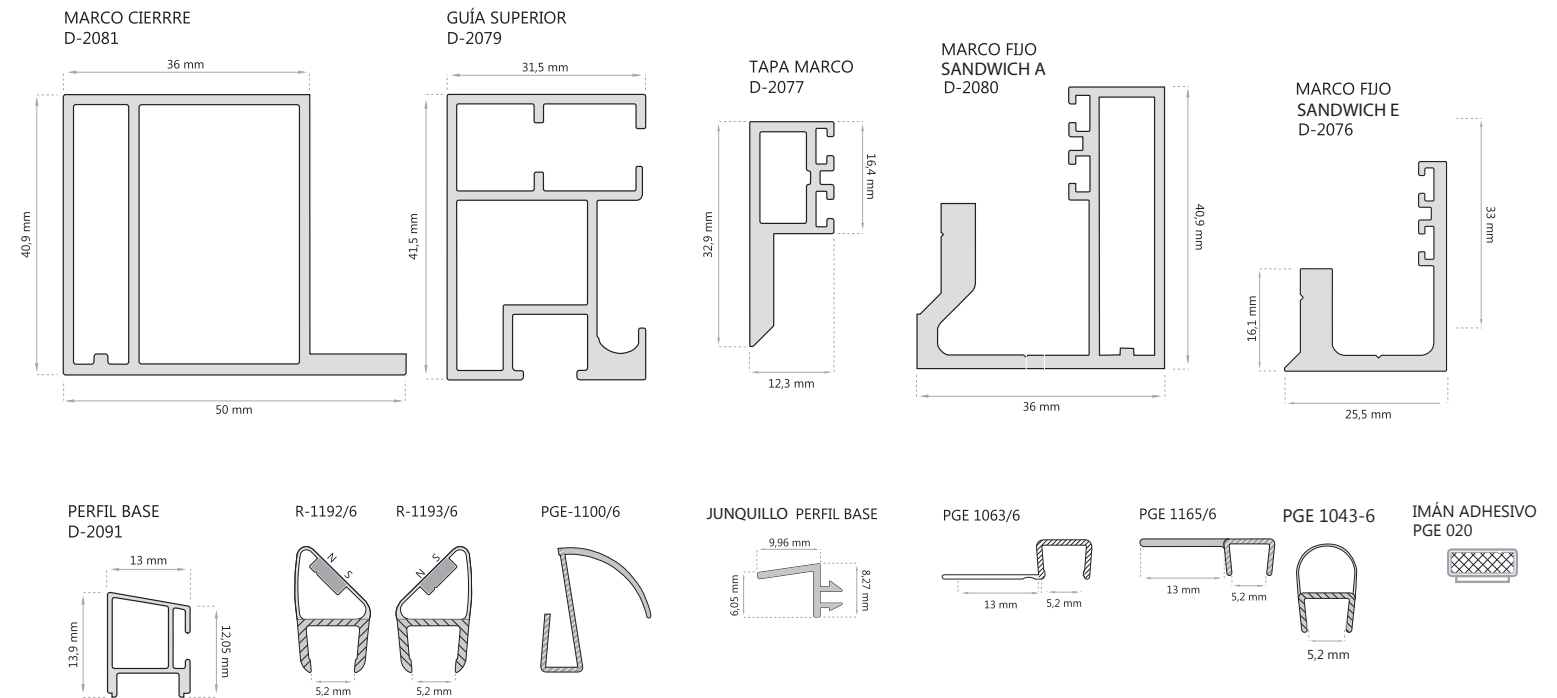 MARCO CIERRRE
D-2081
36 mm
40,9 mm
50 mm
GUÍA SUPERIOR
D-2079
31,5 mm
41,5 mm
TAPA MARCO
D-2077
32,9 mm
16,4 mm
12,3 mm
MARCO FIJO
SANDWICH A
D-2080
40,9 mm
36 mm
MARCO FIJO
SANDWICH E
D-2076
33 mm
16,1 mm
25,5 mm
PERFIL BASE
D-2091
13 mm
13,9 mm
12,05 mm
R-1192/6
N
S
5,2 mm
R-1193/6
S
N
5,2 mm
PGE-1100/6
JUNQUILLO PERFIL BASE
9,96 mm
6,05 mm
8,27 mm
PGE 1063/6
13 mm
5,2 mm
PGE 1165/6
13 mm
5,2 mm
PGE 1043-6
5,2 mm
IMÁN ADHESIVO
PGE 020